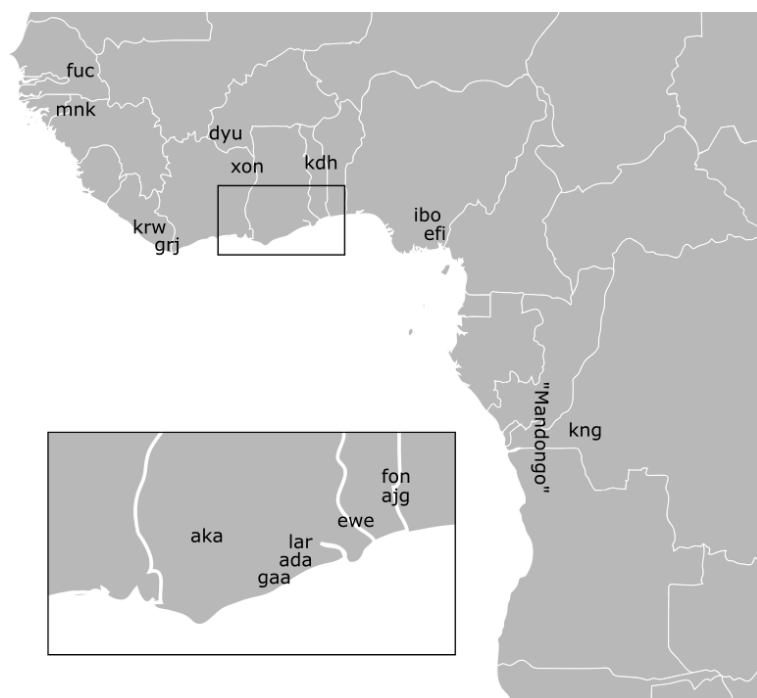 fuc
mnk
dyu
xon
kdh
krw
grj
ibo
efi
"Mandongo"
kng
fon
ajg
ewe
aka
lar
ada
gaa